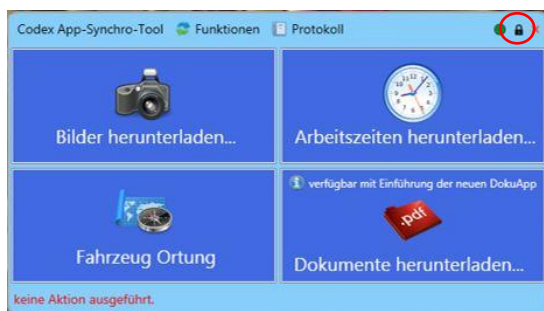 Codex App-Synchro-Tool Funktionen Protokoll
Bilder herunterladen...
Arbeitszeiten herunterladen...
Fahrzeug Ortung
verfügbar mit Einführung der neuen DokuApp
.pdf
Dokumente herunterladen...
keine Aktion ausgeführt.